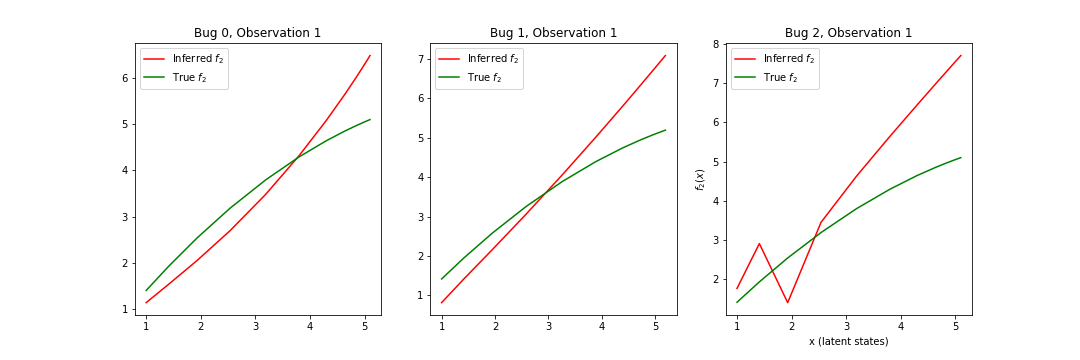 Bug 0, Observation 1
Inferred f₂
True f₂
6
5
4
3
2
1
1 2 3 4 5
Bug 1, Observation 1
Inferred f₂
True f₂
7
6
5
4
3
2
1
1 2 3 4 5
Bug 2, Observation 1
Inferred f₂
True f₂
f₂(x)
8
7
6
5
4
3
2
1 2 3 4 5
x (latent states)